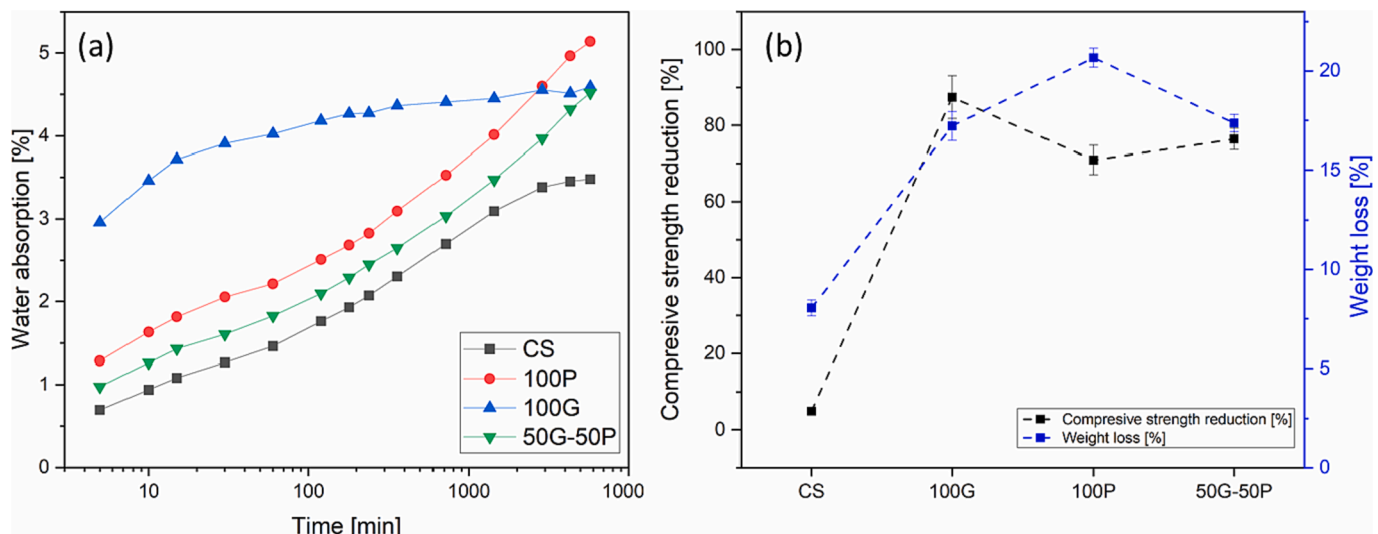 (a)
Water absorption [%]
5
4
3
2
1
0
10
100
1000
1000
Time [min]
CS
100P
100G
50G-50P
(b)
Compresive strength reduction [%]
100
80
60
40
20
0
CS
100G
100P
50G-50P
Compresive strength reduction [%]
Weight loss [%]
20
15
10
5
0
Weight loss [%]